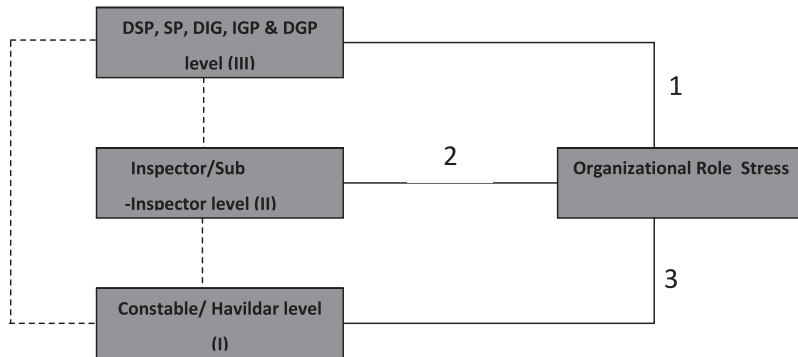 DSP, SP, DIG, IGP & DGP
level (III)
1
2
Inspector/Sub
-Inspector level (II)
Organizational Role Stress
3
Constable/ Havildar level
(I)